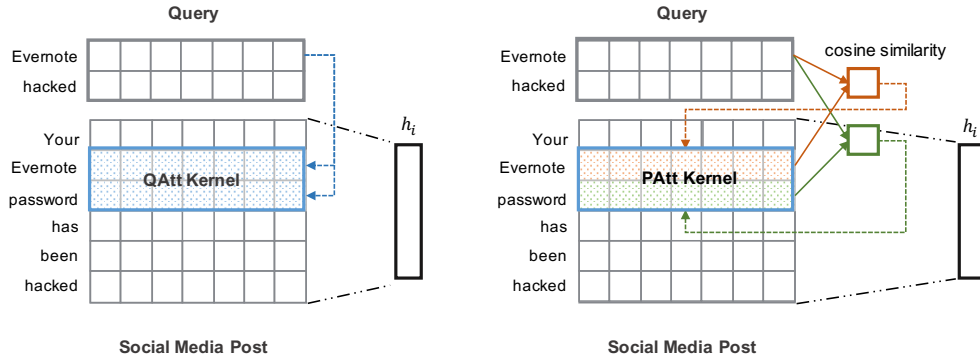 Query
Evernote
hacked
Your
Evernote
password
has
been
hacked
QAtt Kernel
h_i
Social Media Post
Query
cosine similarity
Evernote
hacked
Your
Evernote
password
has
been
hacked
PAtt Kernel
h_i
Social Media Post